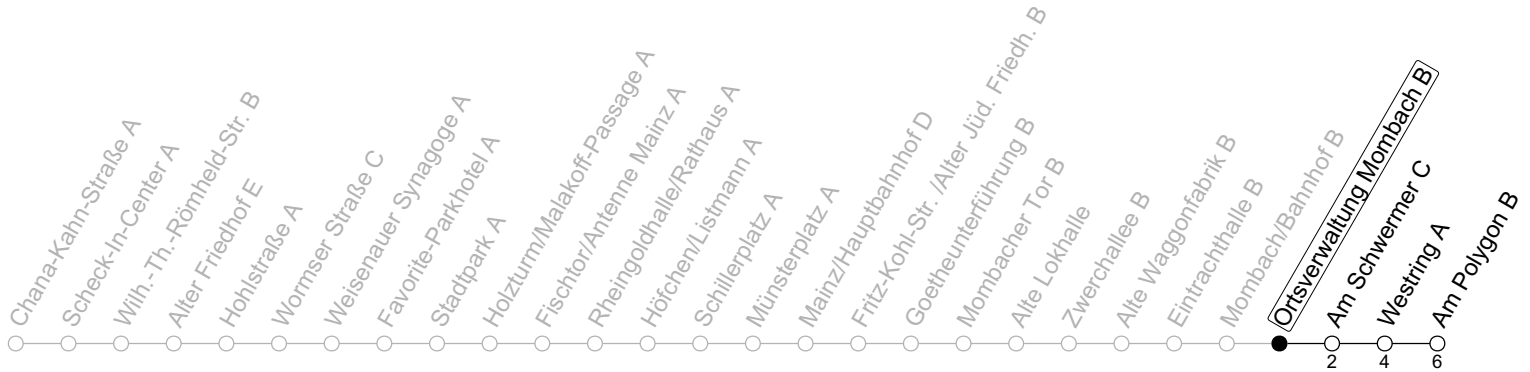 Chana-Kahn-Straße A
Scheck-In-Center A
Wilh.-Th.-Römheld-Str. B
Alter Friedhof E
Hohlstraße A
Wormser Straße C
Weisenauer Synagoge A
Favorite-Parkhotel A
Stadtpark A
Holzturm/Malakoff-Passage A
Fischtor/Antenne Mainz A
Rheingoldhalle/Rathaus A
Höfchen/Listmann A
Schillerplatz A
Münsterplatz A
Mainz/Hauptbahnhof D
Fritz-Kohl-Str. /Alter Jüd. Friedh. B
Goetheunterführung B
Mombacher Tor B
Alte Lokhalle
Zwerchallee B
Alte Waggonfabrik B
Eintrachthalle B
Mombach/Bahnhof B
Ortsverwaltung Mombach B
Am Schwermer C
Westring A
Am Polygon B
2 4 6